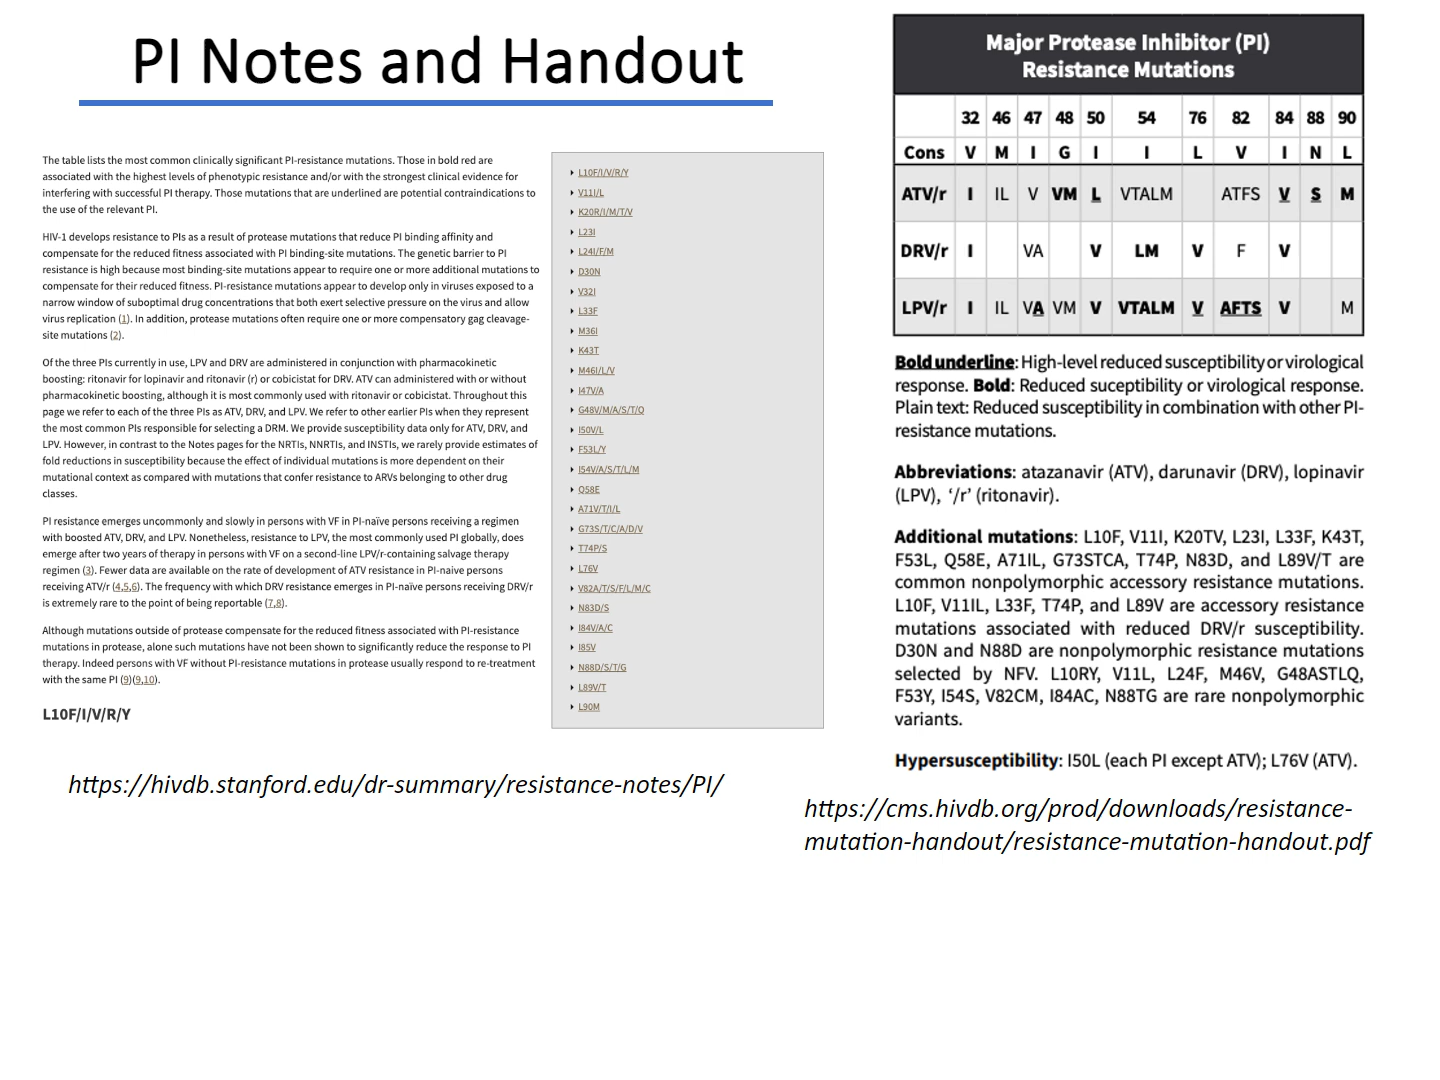 PI Notes and Handout
The table lists the most common clinically significant PI-resistance mutations. Those in bold red are
associated with the highest levels of phenotypic resistance and/or with the strongest clinical evidence for
interfering with successful PI therapy. Those mutations that are underlined are potential contraindications to
the use of the relevant PI.
HIV-1 develops resistance to PIs as a result of protease mutations that reduce PI binding affinity and
compensate for the reduced fitness associated with PI binding-site mutations. The genetic barrier to PI
resistance is high because most binding-site mutations appear to require one or more additional mutations to
compensate for their reduced fitness. PI-resistance mutations appear to develop only in viruses exposed to a
narrow window of suboptimal drug concentrations that both exert selective pressure on the virus and allow
virus replication (1). In addition, protease mutations often require one or more compensatory gag cleavage-
site mutations (2).
Of the three PIs currently in use, LPV and DRV are administered in conjunction with pharmacokinetic
boosting: ritonavir for lopinavir and ritonavir (r) or cobicistat for DRV. ATV can administered with or without
pharmacokinetic boosting, although it is most commonly used with ritonavir or cobicistat. Throughout this
page we refer to each of the three PIs as ATV, DRV, and LPV. We refer to other earlier PIs when they represent
the most common PIs responsible for selecting a DRM. We provide susceptibility data only for ATV, DRV, and
LPV. However, in contrast to the Notes pages for the NRTIs, NNRTIs, and INSTIs, we rarely provide estimates of
fold reductions in susceptibility because the effect of individual mutations is more dependent on their
mutational context as compared with mutations that confer resistance to ARVs belonging to other drug
classes.
PI resistance emerges uncommonly and slowly in persons with VF in PI-naïve persons receiving a regimen
with boosted ATV, DRV, and LPV. Nonetheless, resistance to LPV, the most commonly used PI globally, does
emerge after two years of therapy in persons with VF on a second-line LPV/r-containing salvage therapy
regimen (3). Fewer data are available on the rate of development of ATV resistance in PI-naive persons
receiving ATV/r (4,5,6). The frequency with which DRV resistance emerges in PI-naïve persons receiving DRV/r
is extremely rare to the point of being reportable (7,8).
Although mutations outside of protease compensate for the reduced fitness associated with PI-resistance
mutations in protease, alone such mutations have not been shown to significantly reduce the response to PI
therapy. Indeed persons with VF without PI-resistance mutations in protease usually respond to re-treatment
with the same PI (9)(9,10).
L10F/I/V/R/Y
L10F/I/V/R/Y
V11I/L
K20R/I/M/T/V
L23I
L24I/F/M
D30N
V32I
L33F
M36I
K43T
M46I/L/V
I47V/A
G48V/M/A/S/T/Q
I50V/L
F53L/Y
I54V/A/S/T/L/M
Q58E
A71V/T/I/L
G73S/T/C/A/D/V
T74P/S
L76V
V82A/T/S/F/L/M/C
N83D/S
I84V/A/C
I85V
N88D/S/T/G
L89V/T
L90M
https://hivdb.stanford.edu/dr-summary/resistance-notes/PI/
Major Protease Inhibitor (PI)
Resistance Mutations
32 46 47 48 50 54 76 82 84 88 90
Cons V M I G I I L V I N L
ATV/r I IL V VM L VTALM ATFS V S M
DRV/r I VA V LM V F V
LPV/r I IL VA VM V VTALM V AFTS V M
Bold underline: High-level reduced susceptibility or virological
response. Bold: Reduced suceptibility or virological response.
Plain text: Reduced susceptibility in combination with other PI-
resistance mutations.
Abbreviations: atazanavir (ATV), darunavir (DRV), lopinavir
(LPV), ‘/r’ (ritonavir).
Additional mutations: L10F, V11I, K20TV, L23I, L33F, K43T,
F53L, Q58E, A71IL, G73STCA, T74P, N83D, and L89V/T are
common nonpolymorphic accessory resistance mutations.
L10F, V11IL, L33F, T74P, and L89V are accessory resistance
mutations associated with reduced DRV/r susceptibility.
D30N and N88D are nonpolymorphic resistance mutations
selected by NFV. L10RY, V11L, L24F, M46V, G48ASTLQ,
F53Y, I54S, V82CM, I84AC, N88TG are rare nonpolymorphic
variants.
Hypersusceptibility: I50L (each PI except ATV); L76V (ATV).
https://cms.hivdb.org/prod/downloads/resistance-
mutation-handout/resistance-mutation-handout.pdf